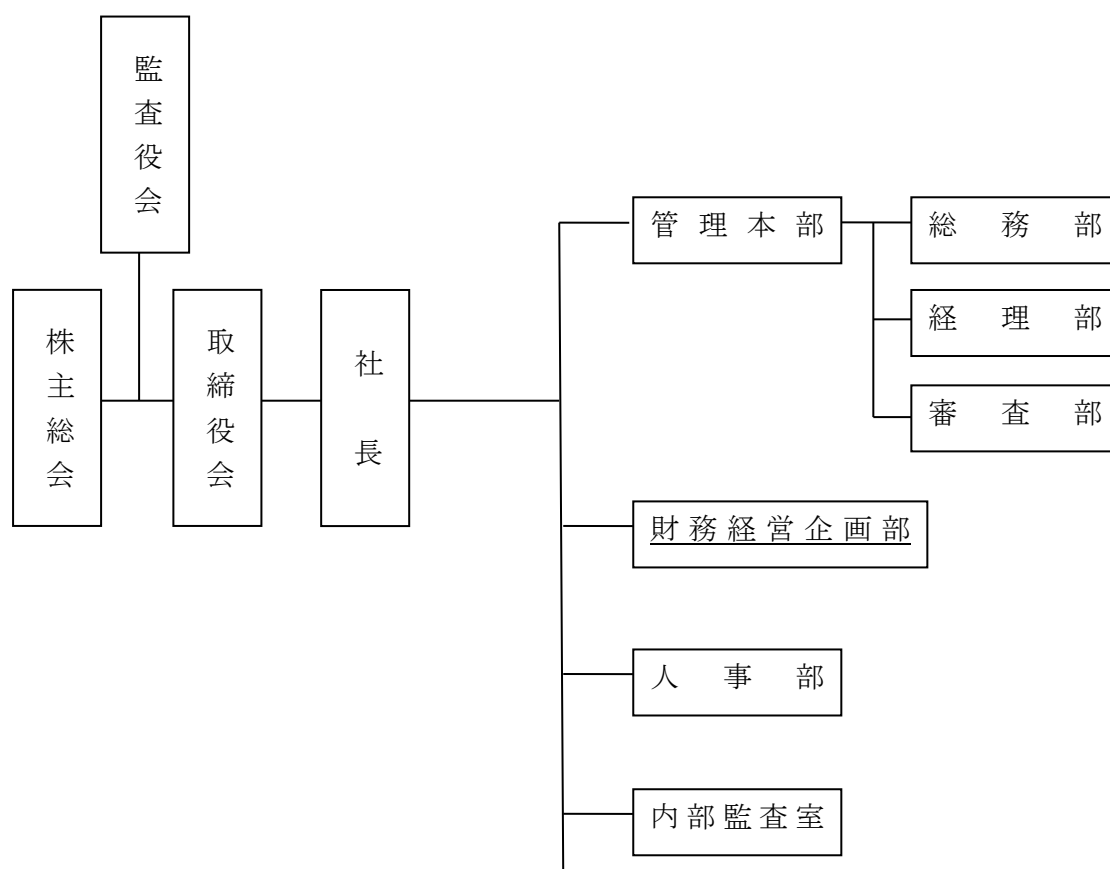 監査役会
株主総会
取締役会
社長
管理本部
総務部
経理部
審査部
財務経営企画部
人事部
内部監査室